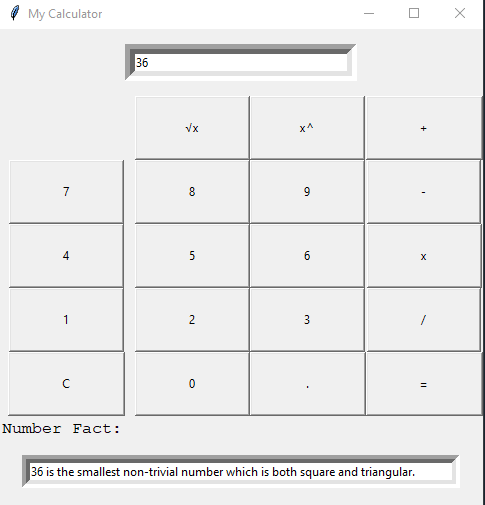 My Calculator
36
√x x^ +
7 8 9 -
4 5 6 x
1 2 3 /
C 0 . =
Number Fact:
36 is the smallest non-trivial number which is both square and triangular.